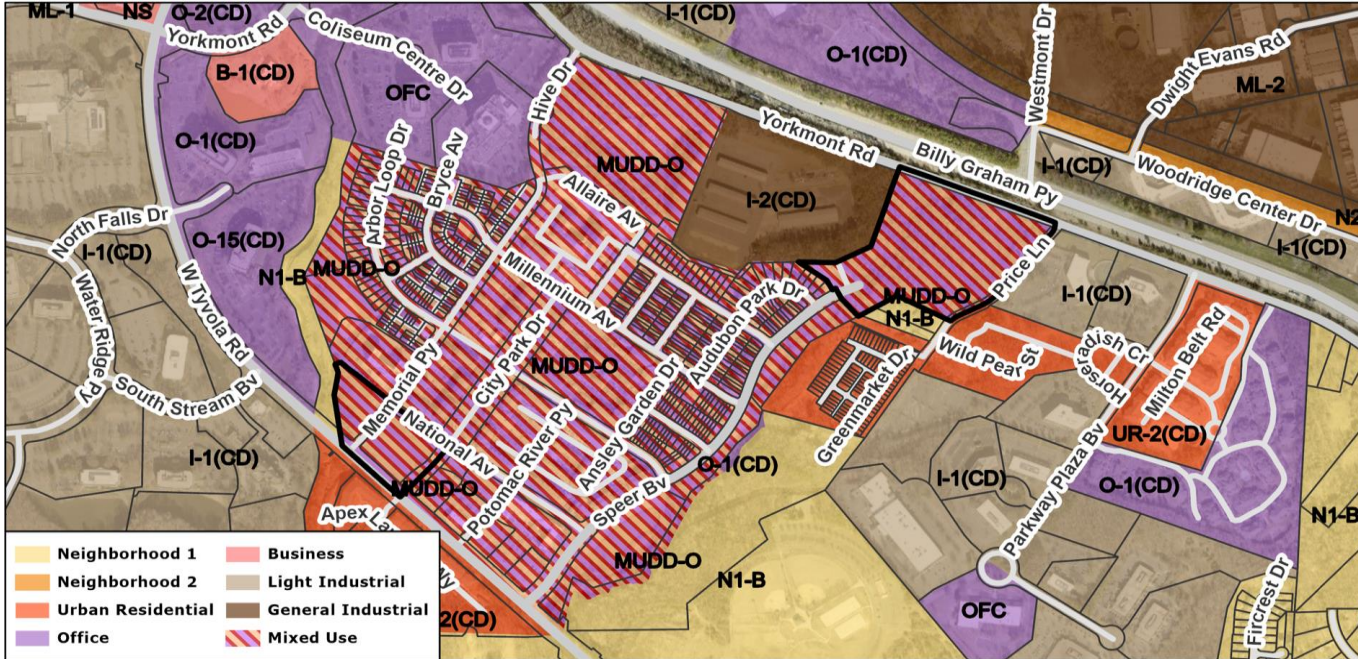 ML-1
NS
O-2(CD)
Yorkmont Rd
Coliseum Centre Dr
B-1(CD)
OFC
O-1(CD)
Hive Dr
I-1(CD)
O-1(CD)
Westmont Dr
Dwight Evans Rd
ML-2
Yorkmont Rd
Billy Graham Py
I-1(CD)
Woodridge Center Dr
N2
I-1(CD)
MUDD-O
I-2(CD)
Arbor Loop Dr
Bryce Av
Allaire Av
North Falls Dr
I-1(CD)
O-15(CD)
N1-B
MUDD-O
W Tyvola Rd
Water Ridge Py
South Stream Bv
I-1(CD)
Millennium Av
Memorial Py
City Park Dr
MUDD-O
National Av
MUDD-O
Potomac River Py
Ansley Garden Dr
Audubon Park Dr
Speer Bv
O-1(CD)
MUDD-O
MUDD-O
N1-B
Price Ln
I-1(CD)
Wild Pear St
Greenmarket Dr
Horseradish Cr
Milton Belt Rd
UR-2(CD)
O-1(CD)
Parkway Plaza Bv
I-1(CD)
N1-B
OFC
Fircrest Dr
N1-B
Apex La
Wy
2(CD)
Neighborhood 1
Neighborhood 2
Urban Residential
Office
Business
Light Industrial
General Industrial
Mixed Use